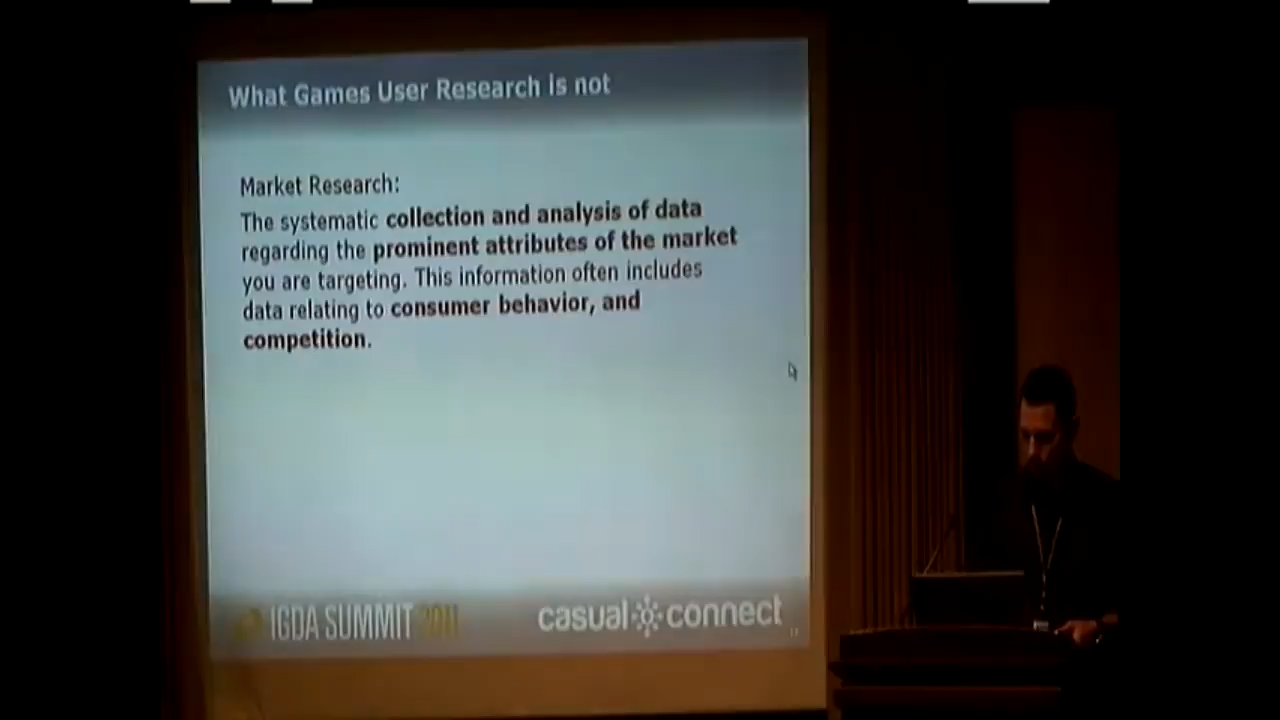 What Games User Research is not
Market Research:
The systematic collection and analysis of data
regarding the prominent attributes of the market
you are targeting. This information often includes
data relating to consumer behavior, and
competition.
IGDA SUMMIT 2011
casual connect